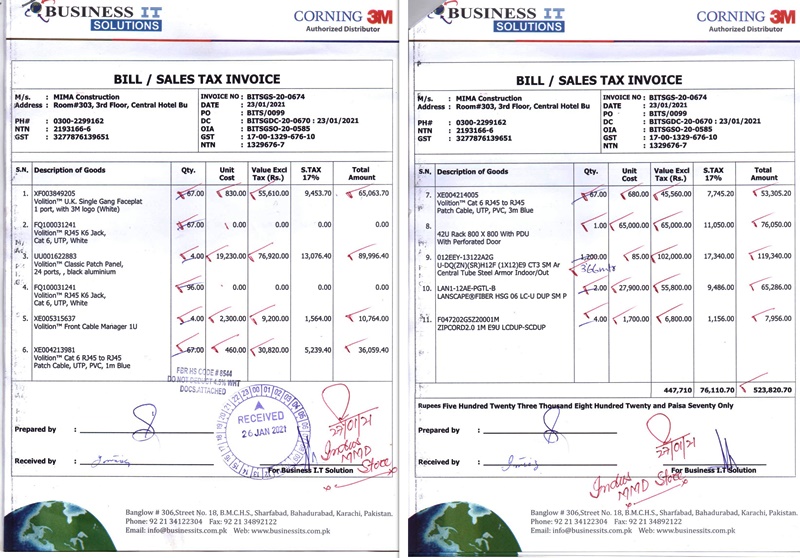 BUSINESS IT
SOLUTIONS
CORNING 3M
Authorized Distributor
BILL / SALES TAX INVOICE
M/s. : MIMA Construction
Address : Room#303, 3rd Floor, Central Hotel Bu
PH# : 0300-2299162
NTN : 2193166-6
GST : 3277876139651
INVOICE NO : BITSGS-20-0674
DATE : 23/01/2021
PO : BITS/0099
DC : BITSGDC-20-0670 : 23/01/2021
OIA : BITSGSO-20-0585
GST : 17-00-1329-676-10
NTN : 1329676-7
S.N. Description of Goods Qty. Unit Cost Value Excl Tax (Rs.) S.TAX 17% Total Amount
1. XF003849205 67.00 830.00 55,610.00 9,453.70 65,063.70
Volition™ U.K. Single Gang Faceplat
1 port, with 3M logo (White)
2. FQ100031241 67.00 0.00 0.00 0.00 0.00
Volition™ RJ45 K6 Jack,
Cat 6, UTP, White
3. UU001622883 4.00 19,230.00 76,920.00 13,076.40 89,996.40
Volition™ Classic Patch Panel,
24 ports, , black aluminium
4. FQ100031241 96.00 0.00 0.00 0.00 0.00
Volition™ RJ45 K6 Jack,
Cat 6, UTP, White
5. XE005315637 4.00 2,300.00 9,200.00 1,564.00 10,764.00
Volition™ Front Cable Manager 1U
6. XE004213981 67.00 460.00 30,820.00 5,239.40 36,059.40
Volition™ Cat 6 RJ45 to RJ45
Patch Cable, UTP, PVC, 1m Blue
FOR HS CODE # 8544
DO NOT DEDUCT 4.5% WHT
DOCS.ATTACHED
RECEIVED
26 JAN 2021
27/01/21
Indus
MMD Store
Prepared by :
Received by :
For Business I.T Solution
Banglow # 306,Street No. 18, B.M.C.H.S., Sharfabad, Bahadurabad, Karachi, Pakistan.
Phone: 92 21 34122304 Fax: 92 21 34892122
Email: info@businessits.com.pk Web: www.businessits.com.pk
BUSINESS IT
SOLUTIONS
CORNING 3M
Authorized Distributor
BILL / SALES TAX INVOICE
M/s. : MIMA Construction
Address : Room#303, 3rd Floor, Central Hotel Bu
PH# : 0300-2299162
NTN : 2193166-6
GST : 3277876139651
INVOICE NO : BITSGS-20-0674
DATE : 23/01/2021
PO : BITS/0099
DC : BITSGDC-20-0670 : 23/01/2021
OIA : BITSGSO-20-0585
GST : 17-00-1329-676-10
NTN : 1329676-7
S.N. Description of Goods Qty. Unit Cost Value Excl Tax (Rs.) S.TAX 17% Total Amount
7. XE004214005 67.00 680.00 45,560.00 7,745.20 53,305.20
Volition™ Cat 6 RJ45 to RJ45
Patch Cable, UTP, PVC, 3m Blue
8. 1.00 65,000.00 65,000.00 11,050.00 76,050.00
42U Rack 800 X 800 With PDU
With Perforated Door
9. 012EEY-13122A2G 1,200.00 85.00 102,000.00 17,340.00 119,340.00
U-DQ(ZN)(SR)H12F (1X12)E9 CT3 SM Ar
Central Tube Steel Armor Indoor/Out
366mtr
10. LAN1-12AE-PGTL-B 2.00 27,900.00 55,800.00 9,486.00 65,286.00
LANSCAPE®FIBER HSG 06 LC-U DUP SM P
11. F047202G5Z20001M 4.00 1,700.00 6,800.00 1,156.00 7,956.00
ZIPCORD2.0 1M E9U LCDUP-SCDUP
447,710 76,110.70 523,820.70
Rupees Five Hundred Twenty Three Thousand Eight Hundred Twenty and Paisa Seventy Only
Prepared by :
27/01/21
Received by :
For Business I.T Solution
Indus
MMD Store
Banglow # 306,Street No. 18, B.M.C.H.S., Sharfabad, Bahadurabad, Karachi, Pakistan.
Phone: 92 21 34122304 Fax: 92 21 34892122
Email: info@businessits.com.pk Web: www.businessits.com.pk